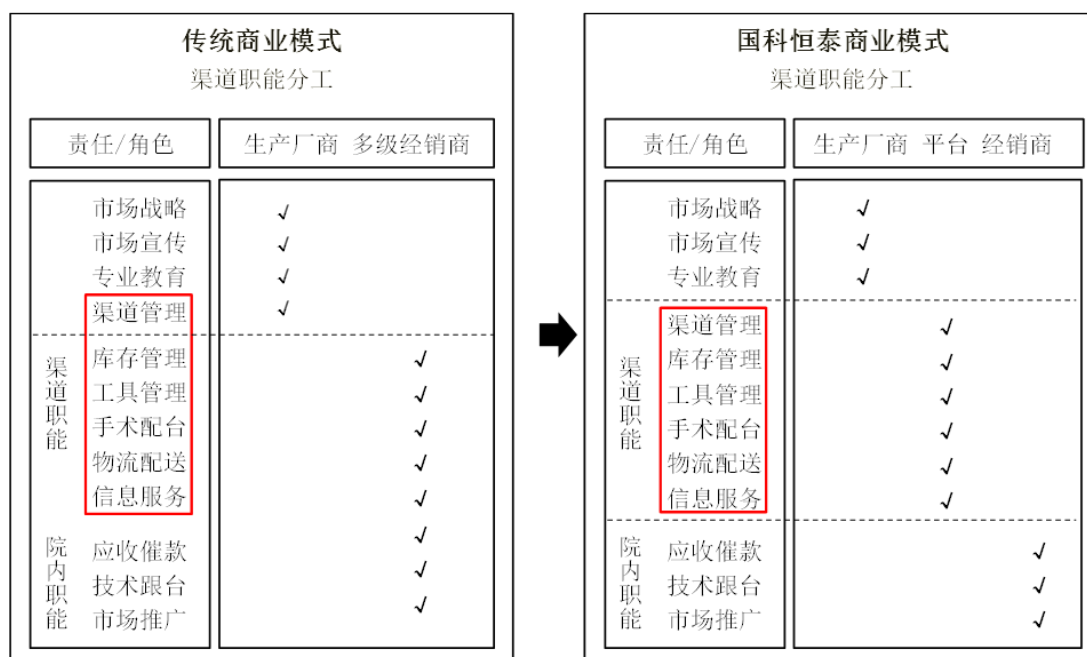 传统商业模式
渠道职能分工
责任/角色 生产厂商 多级经销商
市场战略 √
市场宣传 √
专业教育 √
渠道管理 √
渠道职能
库存管理 √
工具管理 √
手术配台 √
物流配送 √
信息服务 √
院内职能
应收催款 √
技术跟台 √
市场推广 √
国科恒泰商业模式
渠道职能分工
责任/角色 生产厂商 平台 经销商
市场战略 √
市场宣传 √
专业教育 √
渠道职能
渠道管理 √
库存管理 √
工具管理 √
手术配台 √
物流配送 √
信息服务 √
院内职能
应收催款 √
技术跟台 √
市场推广 √